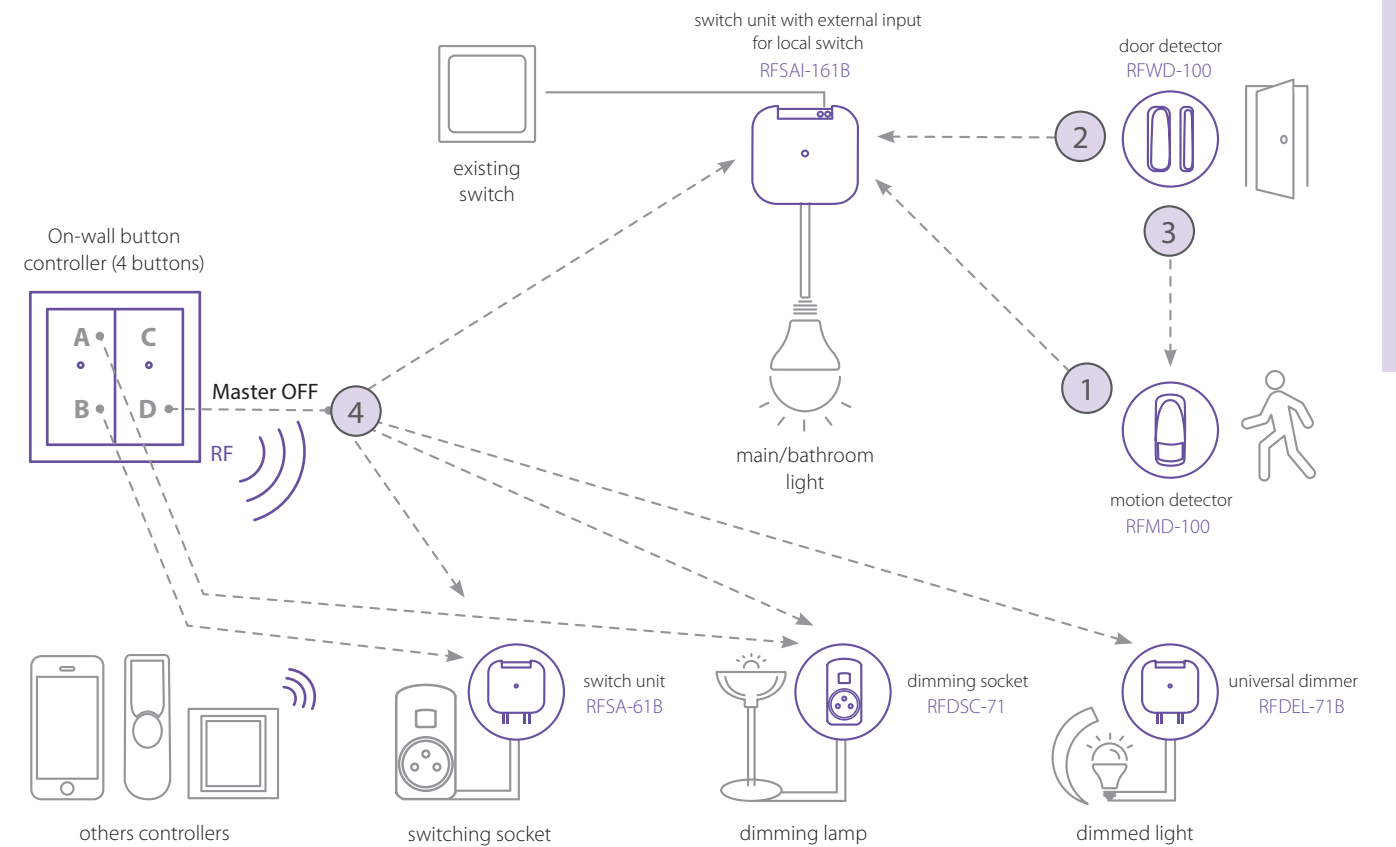 switch unit with external input
for local switch
RFSAI-161B
door detector
RFWD-100
2
existing
switch
3
On-wall button
controller (4 buttons)
A
C
B
D
Master OFF
4
RF
1
main/bathroom
light
motion detector
RFMD-100
switch unit
RFSA-61B
dimming socket
RFDSC-71
universal dimmer
RFDEL-71B
others controllers
switching socket
dimming lamp
dimmed light